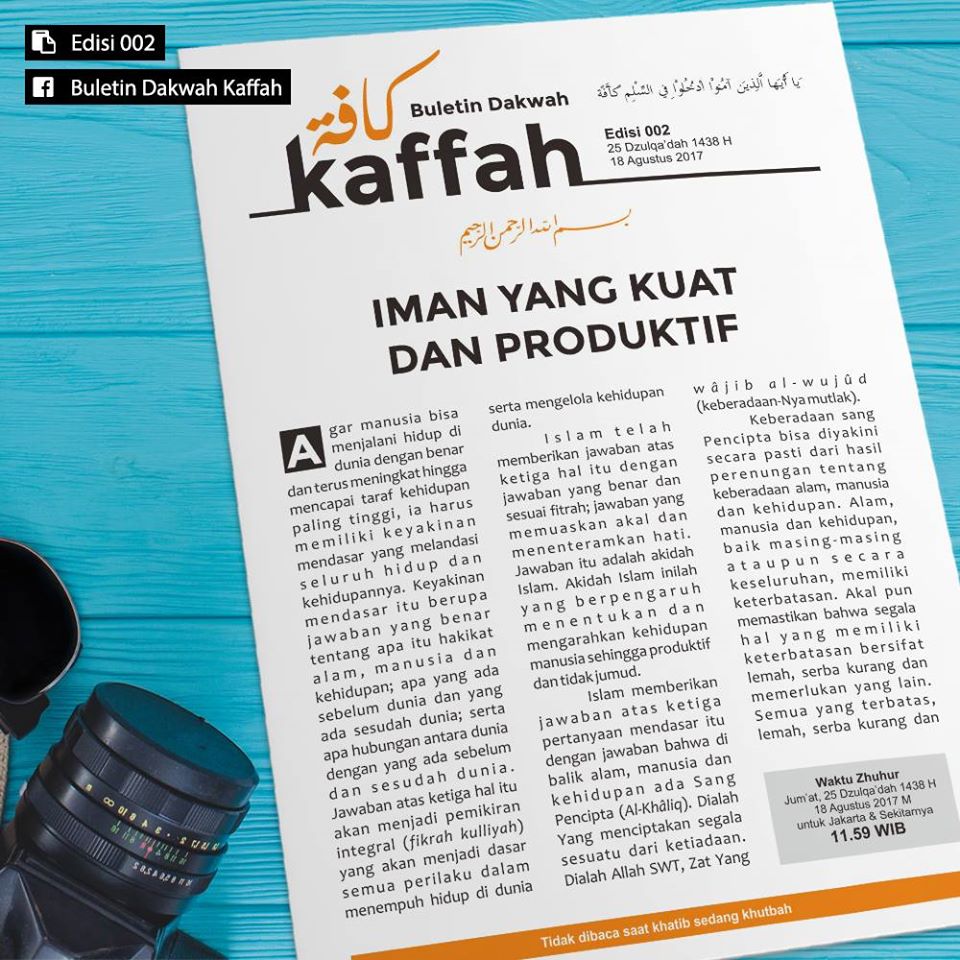 Edisi 002
Buletin Dakwah Kaffah
كافة
Buletin Dakwah
kaffah
يَا أَيُّهَا الَّذِينَ آمَنُوا ادْخُلُوا فِي السِّلْمِ كَافَّةً
Edisi 002
25 Dzulqa'dah 1438 H
18 Agustus 2017
بسم الله الرحمن الرحيم
IMAN YANG KUAT
DAN PRODUKTIF
Agar manusia bisa
menjalani hidup di
dunia dengan benar
dan terus meningkat hingga
mencapai taraf kehidupan
paling tinggi, ia harus
memiliki keyakinan
mendasar yang melandasi
seluruh hidup dan
kehidupannya. Keyakinan
mendasar itu berupa
jawaban yang benar
tentang apa itu hakikat
alam, manusia dan
kehidupan; apa yang ada
sebelum dunia dan yang
ada sesudah dunia; serta
apa hubungan antara dunia
dengan yang ada sebelum
dan sesudah dunia.
Jawaban atas ketiga hal itu
akan menjadi pemikiran
integral (fikrah kulliyah)
yang akan menjadi dasar
semua perilaku dalam
menempuh hidup di dunia
serta mengelola kehidupan
dunia.
Islam telah
memberikan jawaban atas
ketiga hal itu dengan
jawaban yang benar dan
sesuai fitrah; jawaban yang
memuaskan akal dan
menenteramkan hati.
Jawaban itu adalah akidah
Islam. Akidah Islam inilah
yang berpengaruh
menentukan dan
mengarahkan kehidupan
manusia sehingga produktif
dan tidak jumud.
Islam memberikan
jawaban atas ketiga
pertanyaan mendasar itu
dengan jawaban bahwa di
balik alam, manusia dan
kehidupan ada Sang
Pencipta (Al-Khâliq). Dialah
Yang menciptakan segala
sesuatu dari ketiadaan.
Dialah Allah SWT, Zat Yang
wâjib al-wujûd
(keberadaan-Nya mutlak).
Keberadaan sang
Pencipta bisa diyakini
secara pasti dari hasil
perenungan tentang
keberadaan alam, manusia
dan kehidupan. Alam,
manusia dan kehidupan,
baik masing-masing
ataupun secara
keseluruhan, memiliki
keterbatasan. Akal pun
memastikan bahwa segala
hal yang memiliki
keterbatasan bersifat
lemah, serba kurang dan
memerlukan yang lain.
Semua yang terbatas,
lemah, serba kurang dan
Waktu Zhuhur
Jum'at, 25 Dzulqa'dah 1438 H
18 Agustus 2017 M
untuk Jakarta & Sekitarnya
11.59 WIB
Tidak dibaca saat khatib sedang khutbah